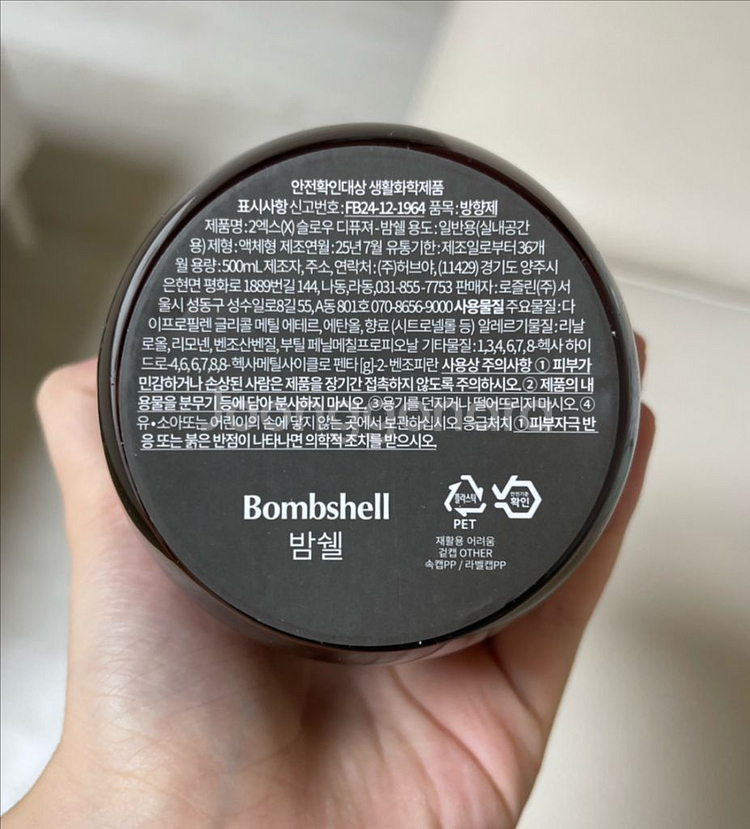 안전확인대상 생활화학제품
표시사항 신고번호 : FB24-12-1964 품목 : 방향제
제품명 : 2엑스(X) 슬로우 디퓨져 - 밤쉘 용도 : 일반용(실내공간
용) 제형 : 액체형 제조연월 : 25년 7월 유통기한 : 제조일로부터 36개
월 용량 : 500mL 제조자, 주소, 연락처 : (주)허브야, (11429) 경기도 양주시
은현면 평화로 1889번길 144, 나동,라동,031-855-7753 판매자 : 로즐린(주) 서
울시 성동구 성수일로8길 55, A동 801호 070-8656-9000 사용물질 주요물질 : 다
이프로필렌 글리콜 메틸 에테르, 에탄올, 향료 (시트로넬롤 등) 알레르기물질 : 리날
로올, 리모넨, 벤조산벤질, 부틸 페닐메칠프로피오날 기타물질 : 1,3,4,6,7,8-헥사 하이
드로-4,6,6,7,8,8- 헥사메틸사이클로 펜타 [g]-2-벤조피란 사용상 주의사항 ① 피부가
민감하거나 손상된 사람은 제품을 장기간 접촉하지 않도록 주의하시오. ② 제품의 내
용물을 분무기 등에 담아 분사하지 마시오. ③용기를 던지거나 떨어뜨리지 마시오. ④
유•소아또는 어린이의 손에 닿지 않는 곳에서 보관하십시오 응급처치 ① 피부자극 반
응 또는 붉은 반점이 나타나면 의학적 조치를 받으시오.
Bombshell
밤쉘
플라스틱
PET
안전기준
확인
재활용 어려움
겉캡 OTHER
속캡PP / 라벨캡PP